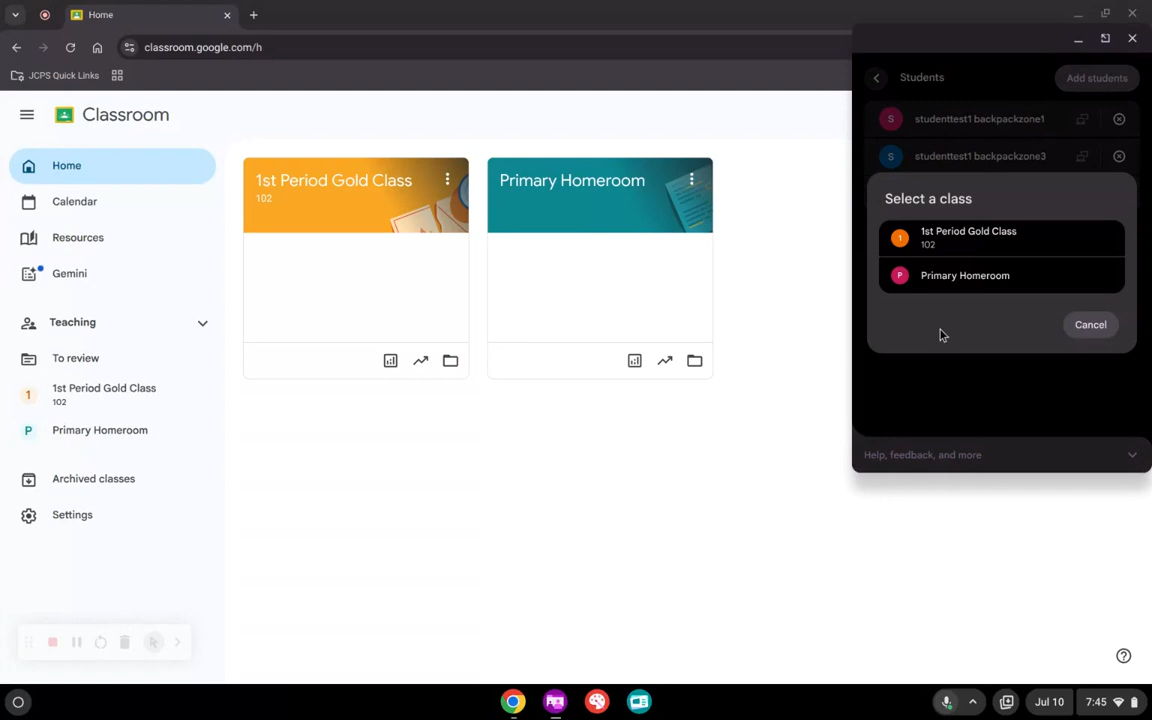 Home
classroom.google.com/h
JCPS Quick Links
Classroom
Home
Calendar
Resources
Gemini
Teaching
To review
1
1st Period Gold Class
102
P
Primary Homeroom
Archived classes
Settings
1st Period Gold Class
102
Primary Homeroom
Students
Add students
S
studenttest1 backpackzone1
S
studenttest1 backpackzone3
Select a class
1
1st Period Gold Class
102
P
Primary Homeroom
Cancel
Help, feedback, and more
Jul 10
7:45